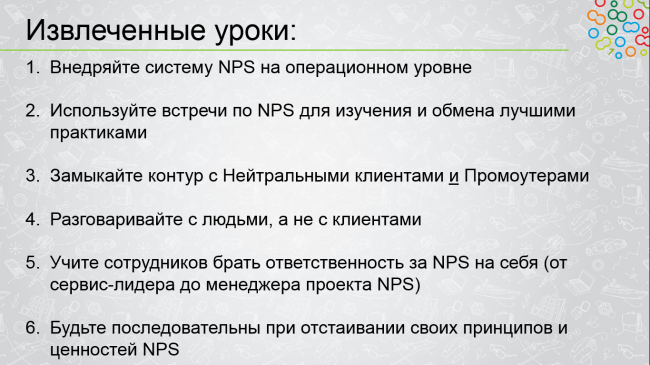 Извлеченные уроки:
1. Внедряйте систему NPS на операционном уровне
2. Используйте встречи по NPS для изучения и обмена лучшими
практиками
3. Замыкайте контур с Нейтральными клиентами и Промоутерами
4. Разговаривайте с людьми, а не с клиентами
5. Учите сотрудников брать ответственность за NPS на себя (от
сервис-лидера до менеджера проекта NPS)
6. Будьте последовательны при отстаивании своих принципов и
ценностей NPS